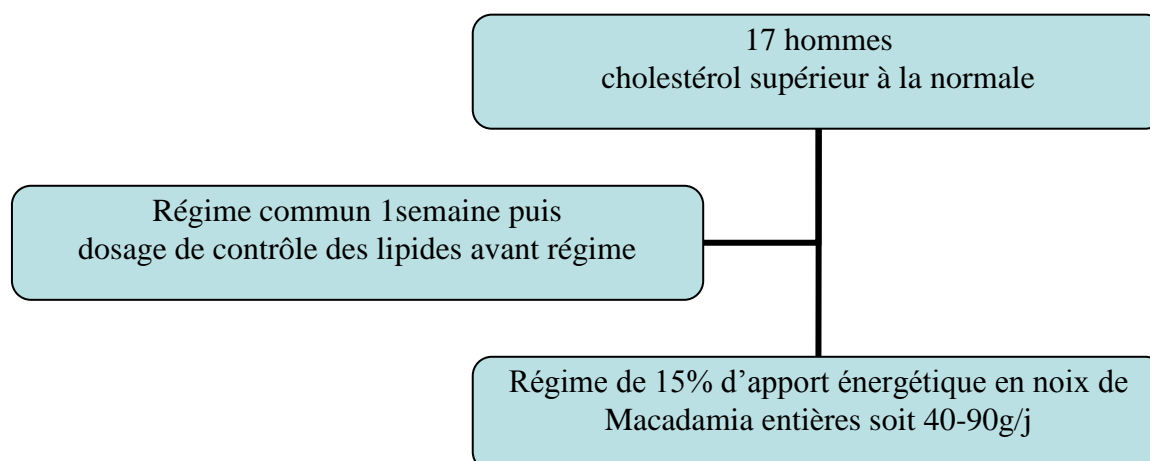 17 hommes
cholestérol supérieur à la normale
Régime commun 1semaine puis
dosage de contrôle des lipides avant régime
Régime de 15% d’apport énergétique en noix de
Macadamia entières soit 40-90g/j